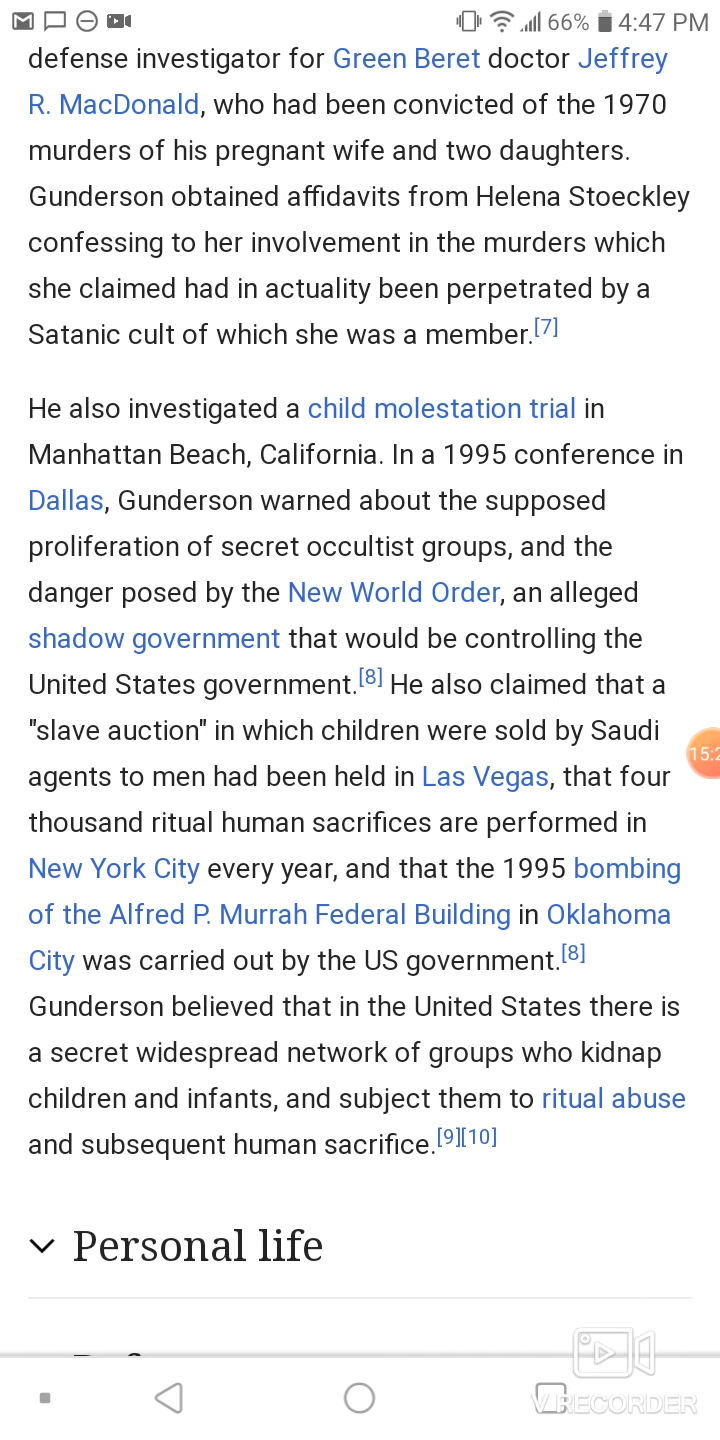 66% 4:47 PM
defense investigator for Green Beret doctor Jeffrey
R. MacDonald, who had been convicted of the 1970
murders of his pregnant wife and two daughters.
Gunderson obtained affidavits from Helena Stoeckley
confessing to her involvement in the murders which
she claimed had in actuality been perpetrated by a
Satanic cult of which she was a member.[7]
He also investigated a child molestation trial in
Manhattan Beach, California. In a 1995 conference in
Dallas, Gunderson warned about the supposed
proliferation of secret occultist groups, and the
danger posed by the New World Order, an alleged
shadow government that would be controlling the
United States government.[8] He also claimed that a
"slave auction" in which children were sold by Saudi
agents to men had been held in Las Vegas, that four
thousand ritual human sacrifices are performed in
New York City every year, and that the 1995 bombing
of the Alfred P. Murrah Federal Building in Oklahoma
City was carried out by the US government.[8]
Gunderson believed that in the United States there is
a secret widespread network of groups who kidnap
children and infants, and subject them to ritual abuse
and subsequent human sacrifice.[9][10]
Personal life
V RECORDER